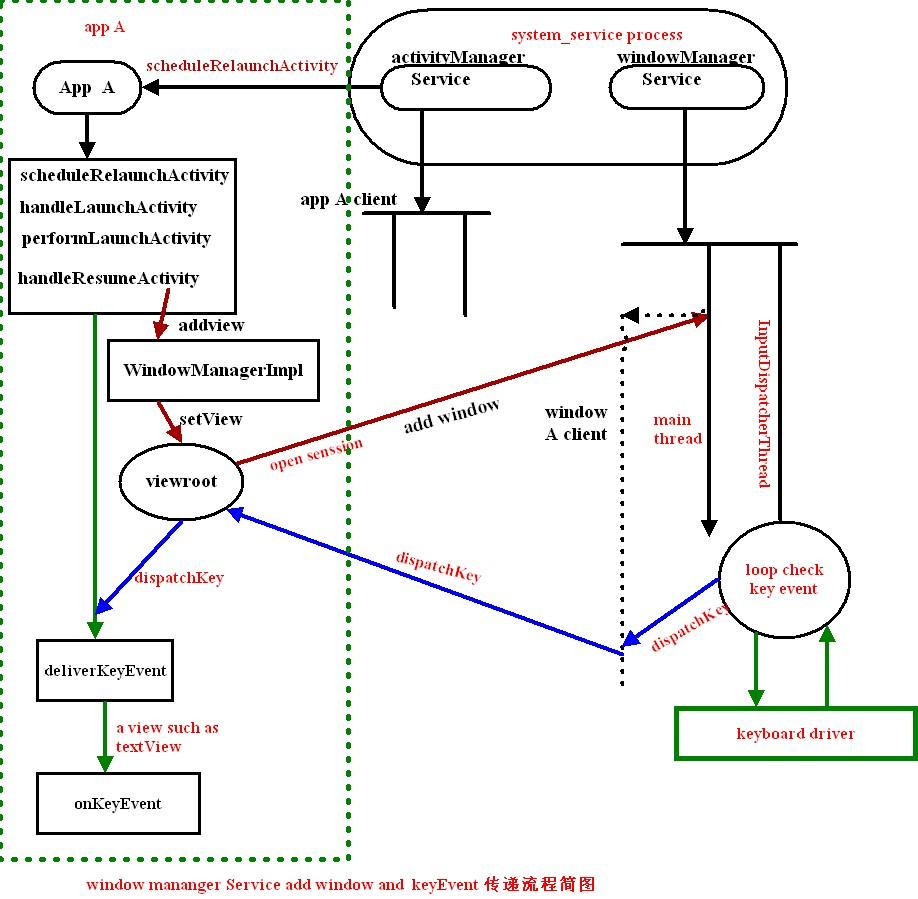 app A
system_service process
activityManager
Service
windowManager
Service
scheduleRelaunchActivity
App A
scheduleRelaunchActivity
handleLaunchActivity
performLaunchActivity
handleResumeActivity
app A client
addview
WindowManagerImpl
setView
viewroot
open senssion
add window
window
A client
main
thread
InputDispatcherThread
dispatchKey
dispatchKey
dispatchKey
loop check
key event
deliverKeyEvent
a view such as
textView
keyboard driver
onKeyEvent
window mananger Service add window and keyEvent 传递流程简图